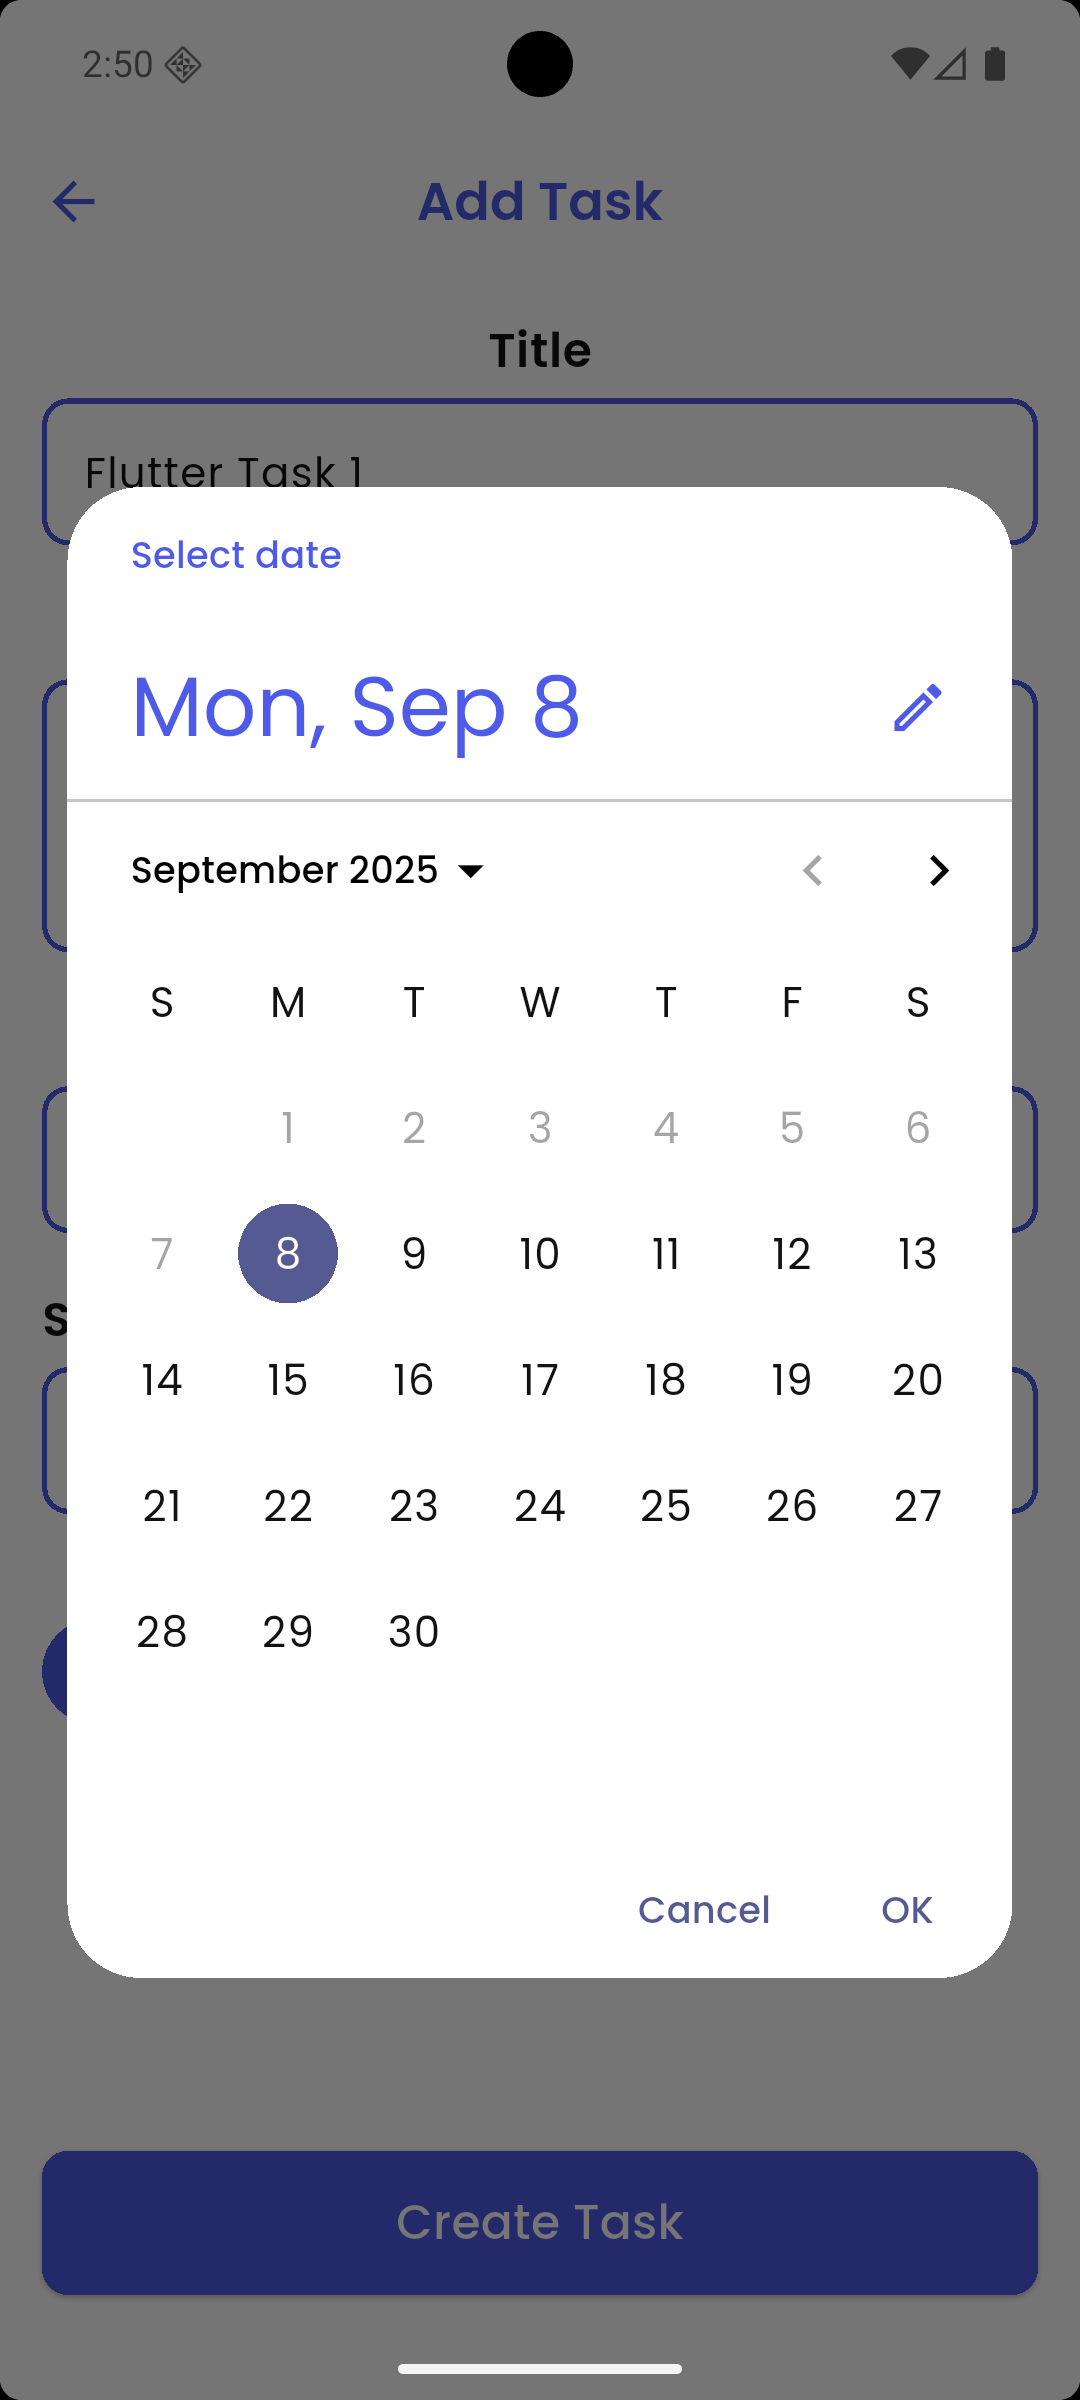 2:50
Add Task
Title
Flutter Task 1
Select date
Mon, Sep 8
September 2025
S M T W T F S
1 2 3 4 5 6
7 8 9 10 11 12 13
14 15 16 17 18 19 20
21 22 23 24 25 26 27
28 29 30
S
Cancel OK
Create Task